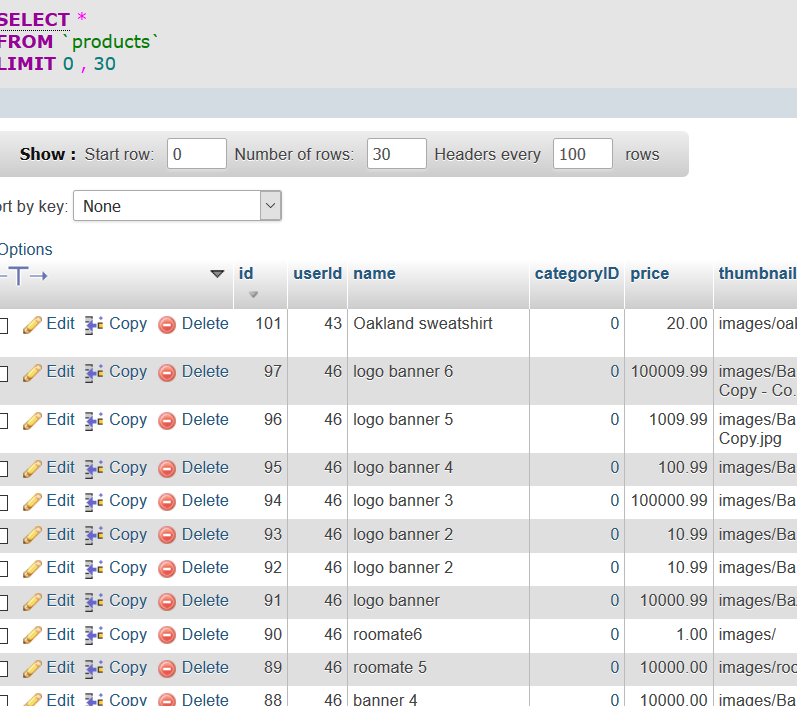 SELECT *
FROM `products`
LIMIT 0 , 30
Show : Start row: 0 Number of rows: 30 Headers every 100 rows
ort by key: None
Options
id userId name categoryID price thumbnail
Edit Copy Delete 101 43 Oakland sweatshirt 0 20.00 images/oal
Edit Copy Delete 97 46 logo banner 6 0 100009.99 images/Ba
Copy - Co.
Edit Copy Delete 96 46 logo banner 5 0 1009.99 images/Ba
Copy.jpg
Edit Copy Delete 95 46 logo banner 4 0 100.99 images/Ba
Edit Copy Delete 94 46 logo banner 3 0 100000.99 images/Ba
Edit Copy Delete 93 46 logo banner 2 0 10.99 images/Ba
Edit Copy Delete 92 46 logo banner 2 0 10.99 images/Ba
Edit Copy Delete 91 46 logo banner 0 10000.99 images/Ba
Edit Copy Delete 90 46 roomate6 0 1.00 images/
Edit Copy Delete 89 46 roomate 5 0 10000.00 images/roo
Edit Copy Delete 88 46 banner 4 0 10000.00 images/Ba